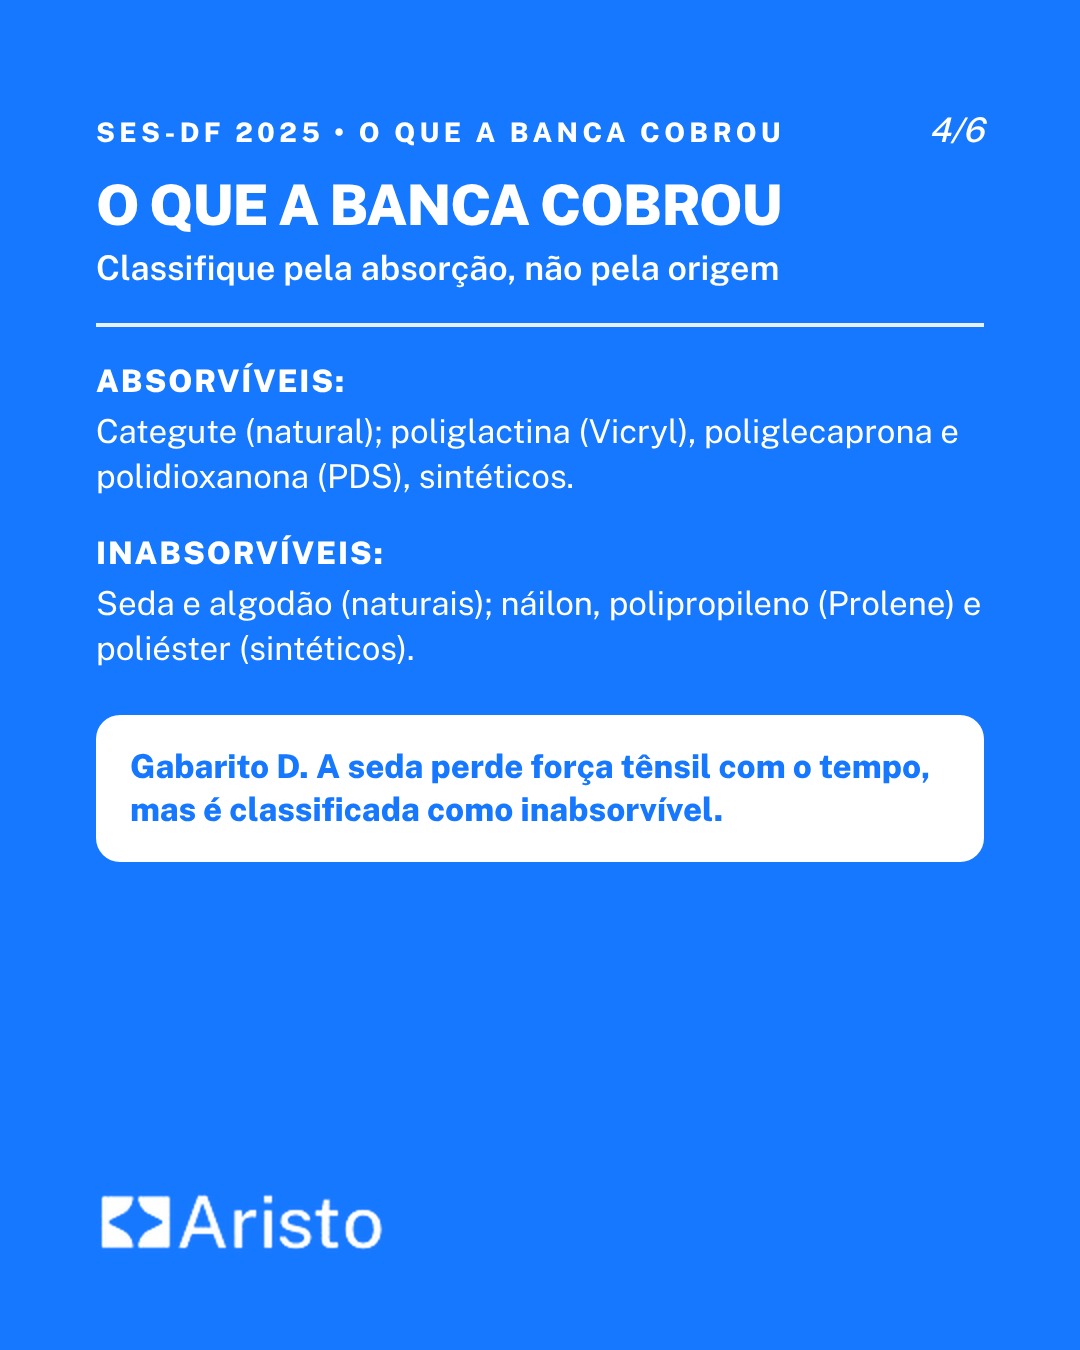 SES-DF 2025 • O QUE A BANCA COBROU
4/6
O QUE A BANCA COBROU
Classifique pela absorção, não pela origem
ABSORVÍVEIS:
Categute (natural); poliglactina (Vicryl), poliglecaprona e
polidioxanona (PDS), sintéticos.
INABSORVÍVEIS:
Seda e algodão (naturais); náilon, polipropileno (Prolene) e
poliéster (sintéticos).
Gabarito D. A seda perde força tênsil com o tempo,
mas é classificada como inabsorvível.
Aristo